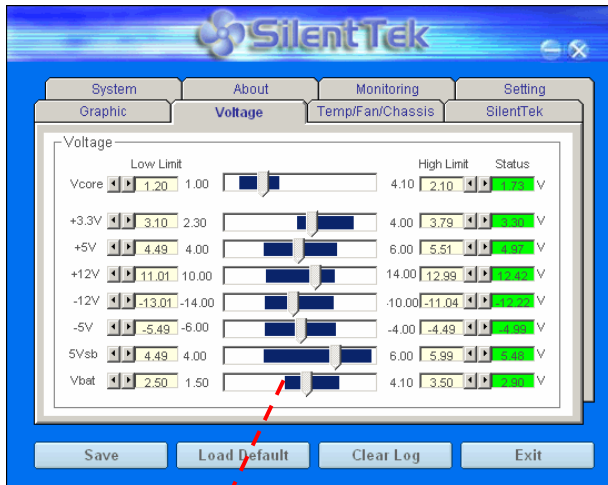 SilentTek
System About Monitoring Setting
Graphic Voltage Temp/Fan/Chassis SilentTek
Voltage
Low Limit High Limit Status
Vcore 1.20 1.00 4.10 2.10 1.73 V
+3.3V 3.10 2.30 4.00 3.79 3.30 V
+5V 4.49 4.00 6.00 5.51 4.97 V
+12V 11.01 10.00 14.00 12.99 12.42 V
-12V -13.01 -14.00 -10.00 -11.04 -12.22 V
-5V -5.49 -6.00 -4.00 -4.49 -4.99 V
5Vsb 4.49 4.00 6.00 5.99 5.48 V
Vbat 2.50 1.50 4.10 3.50 2.90 V
Save Load Default Clear Log Exit